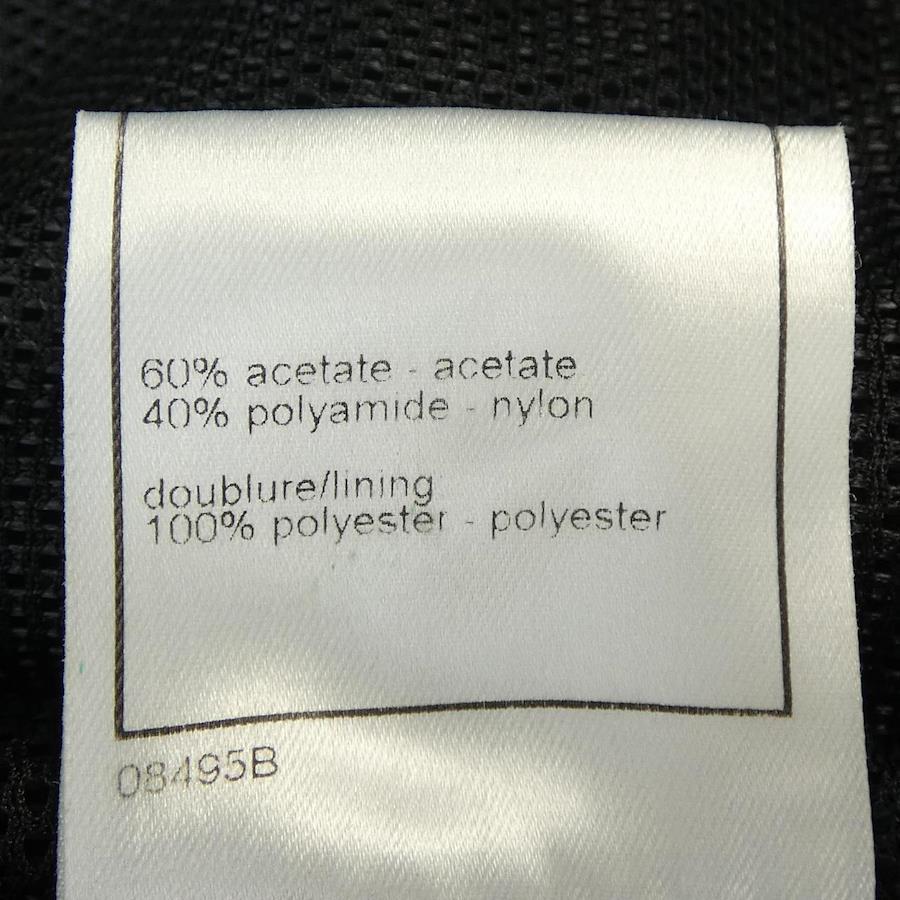 60% acetate - acetate
40% polyamide - nylon
doublure/lining
100% polyester - polyester
08495B